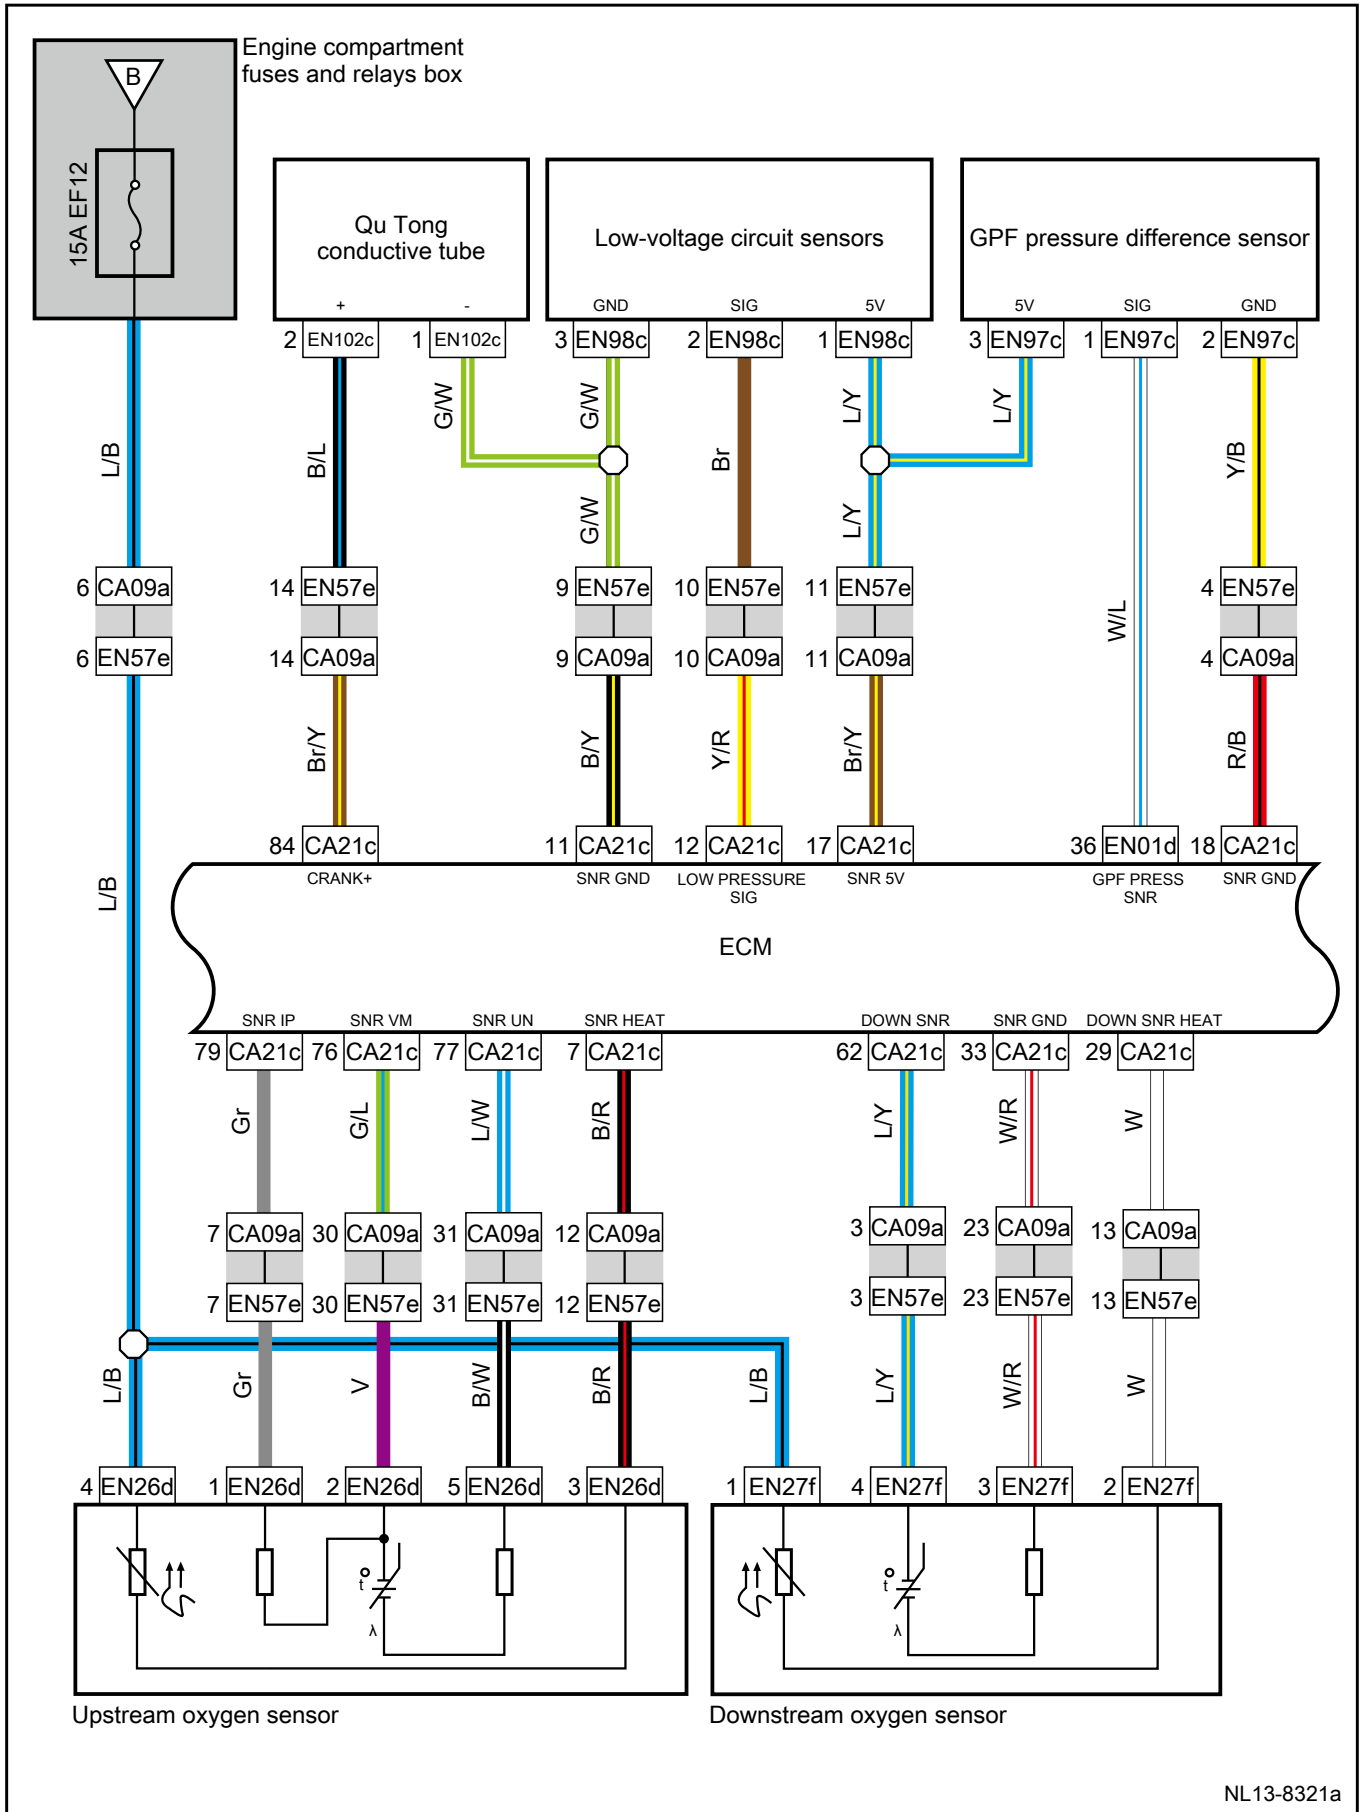 Engine compartment
fuses and relays box
B
15A EF12
Qu Tong
conductive tube
+ -
Low-voltage circuit sensors
GND SIG 5V
GPF pressure difference sensor
5V SIG GND
2 EN102c 1 EN102c 3 EN98c 2 EN98c 1 EN98c 3 EN97c 1 EN97c 2 EN97c
G/W G/W L/Y L/Y
L/B B/L Br Y/B
G/W L/Y
6 CA09a 14 EN57e 9 EN57e 10 EN57e 11 EN57e 4 EN57e
W/L
6 EN57e 14 CA09a 9 CA09a 10 CA09a 11 CA09a 4 CA09a
Br/Y B/Y Y/R Br/Y R/B
84 CA21c 11 CA21c 12 CA21c 17 CA21c 36 EN01d 18 CA21c
CRANK+ SNR GND LOW PRESSURE
SIG SNR 5V GPF PRESS
SNR SNR GND
L/B
ECM
SNR IP SNR VM SNR UN SNR HEAT DOWN SNR SNR GND DOWN SNR HEAT
79 CA21c 76 CA21c 77 CA21c 7 CA21c 62 CA21c 33 CA21c 29 CA21c
Gr G/L L/W B/R L/Y W/R W
7 CA09a 30 CA09a 31 CA09a 12 CA09a 3 CA09a 23 CA09a 13 CA09a
7 EN57e 30 EN57e 31 EN57e 12 EN57e 3 EN57e 23 EN57e 13 EN57e
L/B Gr V B/W B/R L/B L/Y W/R W
4 EN26d 1 EN26d 2 EN26d 5 EN26d 3 EN26d 1 EN27f 4 EN27f 3 EN27f 2 EN27f
t t
λ λ
Upstream oxygen sensor
Downstream oxygen sensor
NL13-8321a